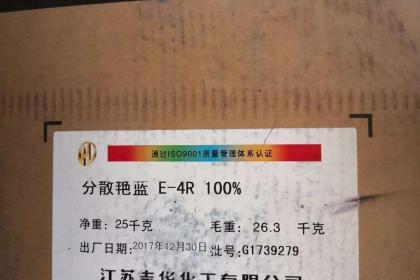 通过ISO9001质量管理体系认证
分散艳蓝 E-4R 100%
净重: 25千克 毛重: 26.3 千克
出厂日期: 2017年12月30日 批号: G1739279